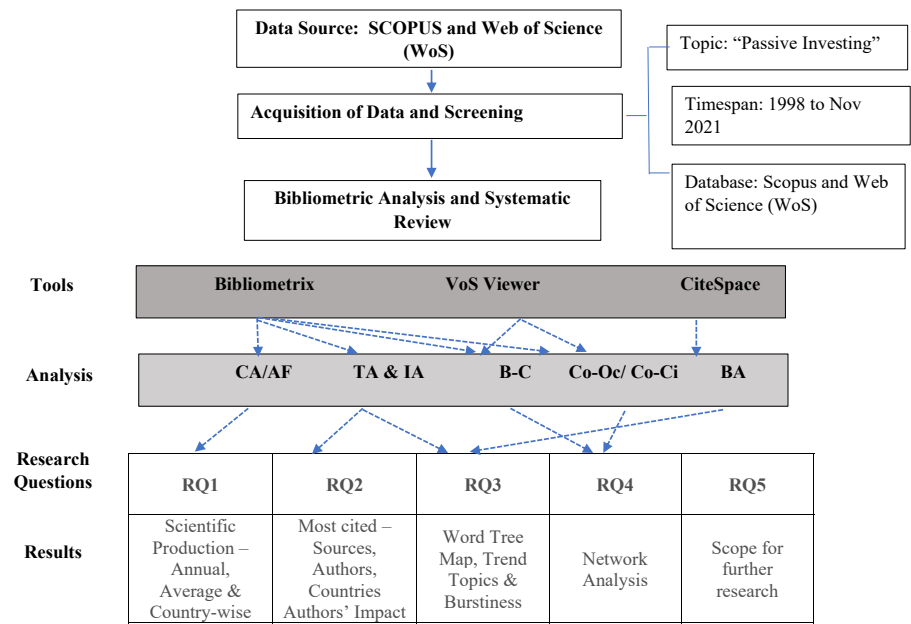 Data Source: SCOPUS and Web of Science
(WoS)
Topic: “Passive Investing”
Acquisition of Data and Screening
Timespan: 1998 to Nov
2021
Database: Scopus and Web
of Science (WoS)
Bibliometric Analysis and Systematic
Review
Tools
Bibliometrix VoS Viewer CiteSpace
Analysis
CA/AF TA & IA B-C Co-Oc/ Co-Ci BA
Research
Questions
RQ1 RQ2 RQ3 RQ4 RQ5
Results
Scientific
Production –
Annual,
Average &
Country-wise
Most cited –
Sources,
Authors,
Countries
Authors’ Impact
Word Tree
Map, Trend
Topics &
Burstiness
Network
Analysis
Scope for
further
research